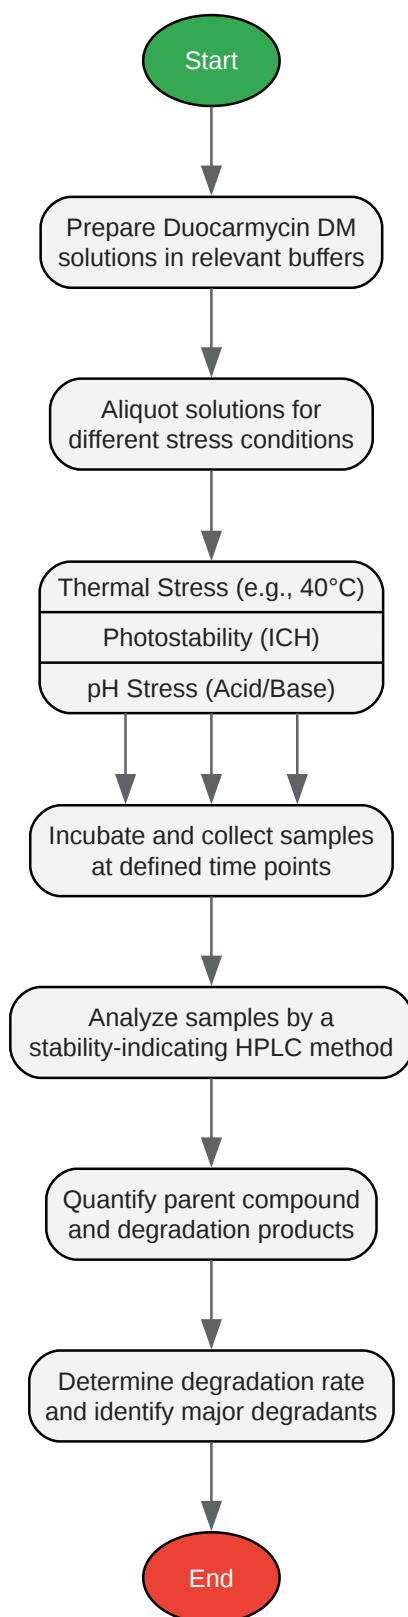 Start
Prepare Duocarmycin DM
solutions in relevant buffers
Aliquot solutions for
different stress conditions
Thermal Stress (e.g., 40°C)
Photostability (ICH)
pH Stress (Acid/Base)
Incubate and collect samples
at defined time points
Analyze samples by a
stability-indicating HPLC method
Quantify parent compound
and degradation products
Determine degradation rate
and identify major degradants
End